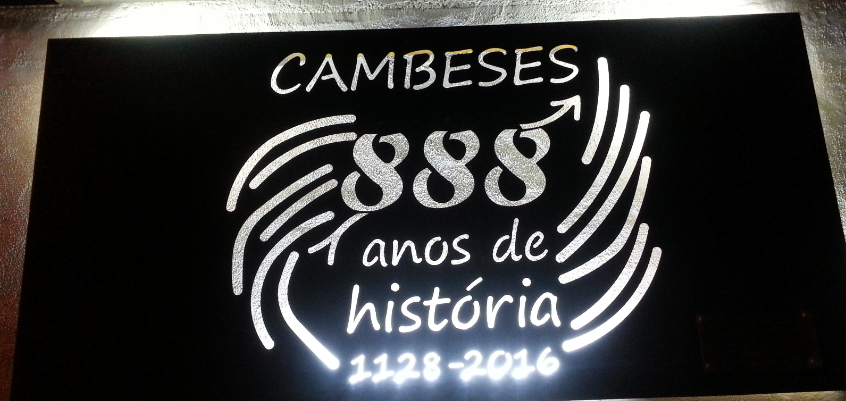 CAMBESES
888
anos de
história
1128-2016